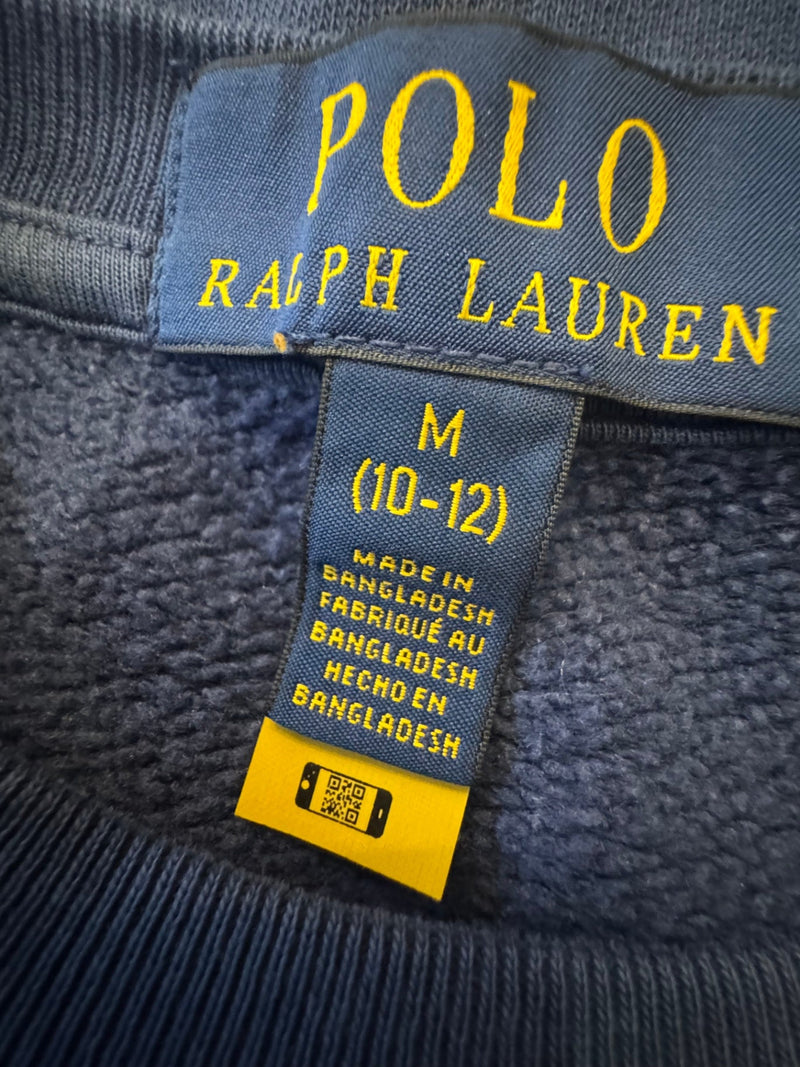 POLO
RALPH LAUREN
M
(10-12)
MADE IN
BANGLADESH
FABRIQUÉ AU
BANGLADESH
HECHO EN
BANGLADESH